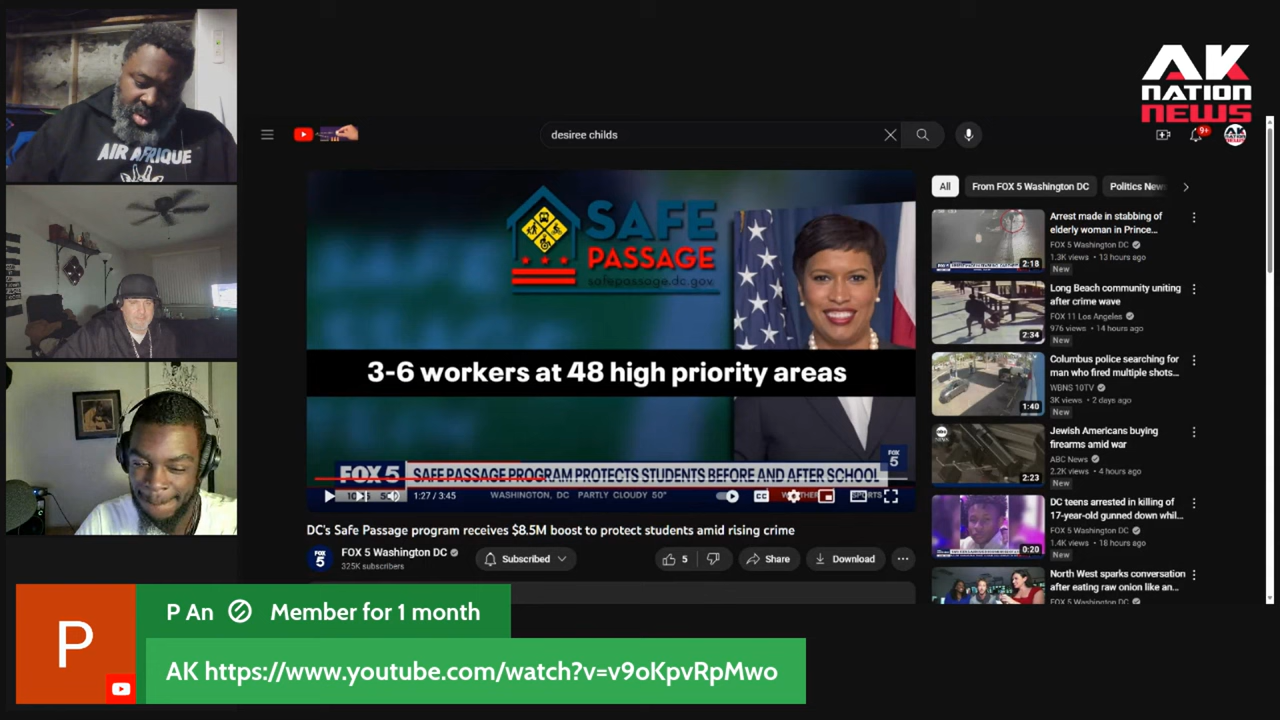 AIR AFRIQUE
AK
NATION
NEWS
desiree childs
9+
SAFE
PASSAGE
safepassage.dc.gov
3-6 workers at 48 high priority areas
FOX 5
SAFE PASSAGE PROGRAM PROTECTS STUDENTS BEFORE AND AFTER SCHOOL
FOX
5
1:27 / 3:45
WASHINGTON, DC PARTLY CLOUDY 50°
CC
DC's Safe Passage program receives $8.5M boost to protect students amid rising crime
FOX
5
FOX 5 Washington DC
325K subscribers
Subscribed
5
Share
Download
All
From FOX 5 Washington DC
Politics News
Arrest made in stabbing of
elderly woman in Prince...
FOX 5 Washington DC
1.3K views • 13 hours ago
New
2:18
Long Beach community uniting
after crime wave
FOX 11 Los Angeles
976 views • 14 hours ago
New
2:34
Columbus police searching for
man who fired multiple shots...
WBNS 10TV
3K views • 2 days ago
New
1:40
Jewish Americans buying
firearms amid war
ABC News
2.2K views • 4 hours ago
New
2:23
DC teens arrested in killing of
17-year-old gunned down whil...
FOX 5 Washington DC
1.4K views • 18 hours ago
New
0:20
North West sparks conversation
after eating raw onion like an...
FOX 5 Washington DC
P
P An
Member for 1 month
AK https://www.youtube.com/watch?v=v9oKpvRpMwo